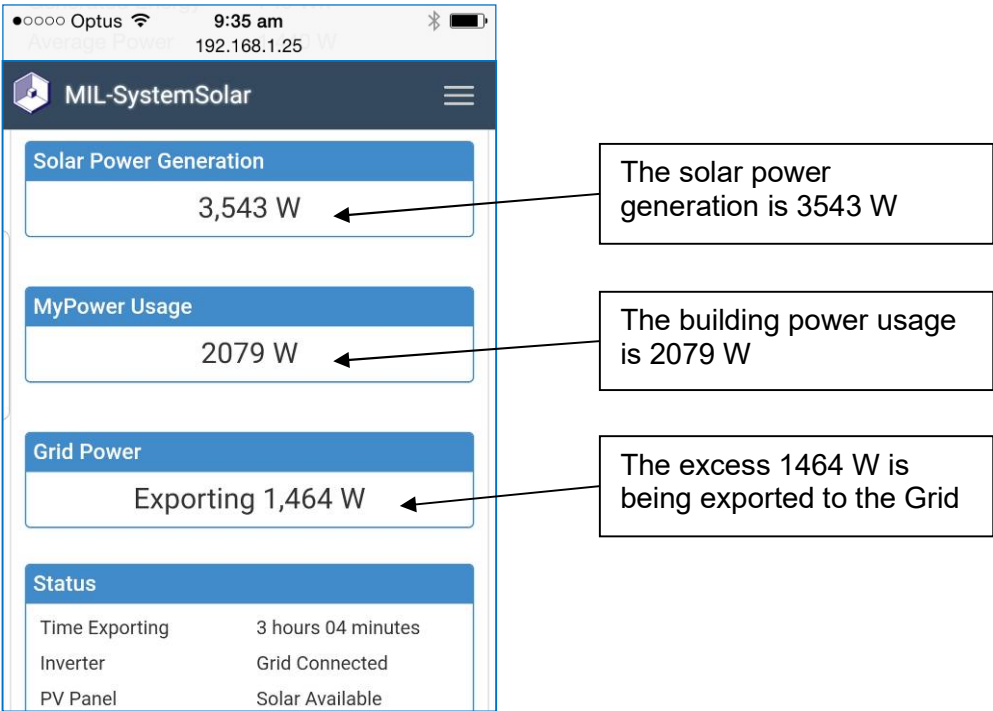 Optus 9:35 am
Average Power W
192.168.1.25
MIL-SystemSolar
Solar Power Generation
3,543 W
The solar power
generation is 3543 W
MyPower Usage
2079 W
The building power usage
is 2079 W
Grid Power
Exporting 1,464 W
The excess 1464 W is
being exported to the Grid
Status
Time Exporting 3 hours 04 minutes
Inverter Grid Connected
PV Panel Solar Available